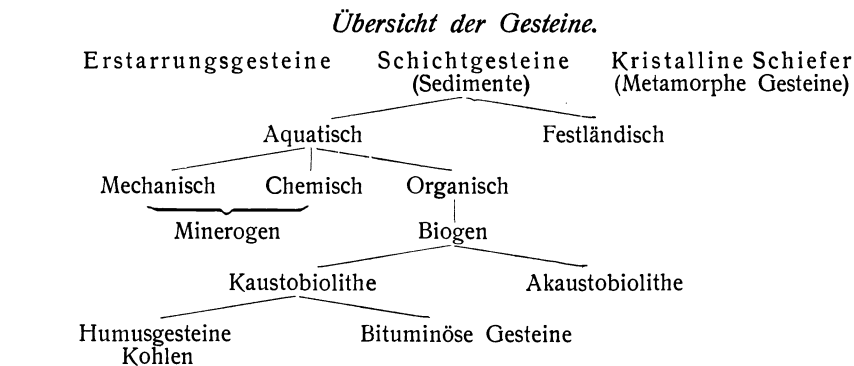 Übersicht der Gesteine.
Erstarrungsgesteine Schichtgesteine Kristalline Schiefer
(Sedimente) (Metamorphe Gesteine)
Aquatisch Festländisch
Mechanisch Chemisch Organisch
Minerogen Biogen
Kaustobiolithe Akaustobiolithe
Humusgesteine Bituminöse Gesteine
Kohlen